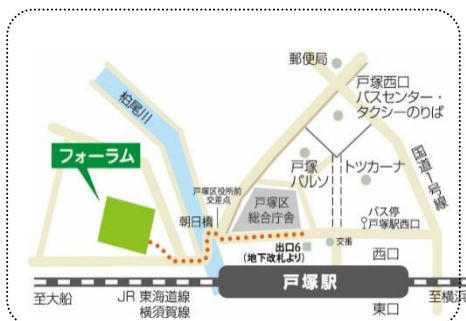 郵便局
戸塚西口
バスセンター・
タクシーのりば
柏尾川
国道1号線
フォーラム
戸塚
パルソ
トツカーナ
戸塚区役所前
交差点
戸塚区
総合庁舎
朝日橋
バス停
戸塚駅西口
出口6
(地下改札より)
交番
西口
戸塚駅
至大船
JR 東海道線
横須賀線
東口
至横浜